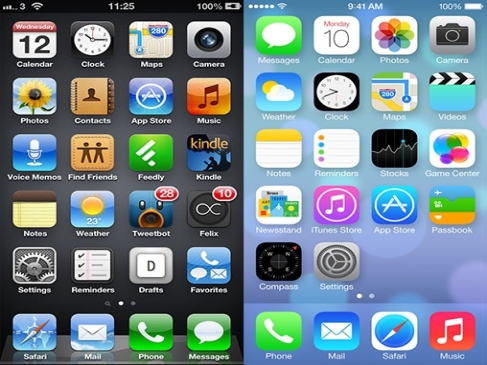 3 11:25 100%
Wednesday
12 280
Calendar Clock Maps Camera
Photos Contacts App Store Music
kindle
Voice Memos Find Friends Feedly Kindle
23° 28 10
Notes Weather Tweetbot Felix
D
Settings Reminders Drafts Favorites
Safari Mail Phone Messages
9:41 AM 100%
Monday
10
Messages Calendar Photos Camera
280
Weather Clock Maps Videos
Notes Reminders Stocks Game Center
Newsstand iTunes Store App Store Passbook
Compass Settings
Phone Mail Safari Music